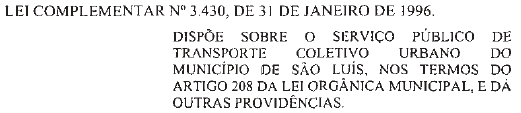 LEI COMPLEMENTAR Nº 3.430, DE 31 DE JANEIRO DE 1996.
DISPÕE SOBRE O SERVIÇO PÚBLICO DE
TRANSPORTE COLETIVO URBANO DO
MUNICÍPIO DE SÃO LUÍS, NOS TERMOS DO
ARTIGO 208 DA LEI ORGÂNICA MUNICIPAL, E DÁ
OUTRAS PROVIDÊNCIAS.